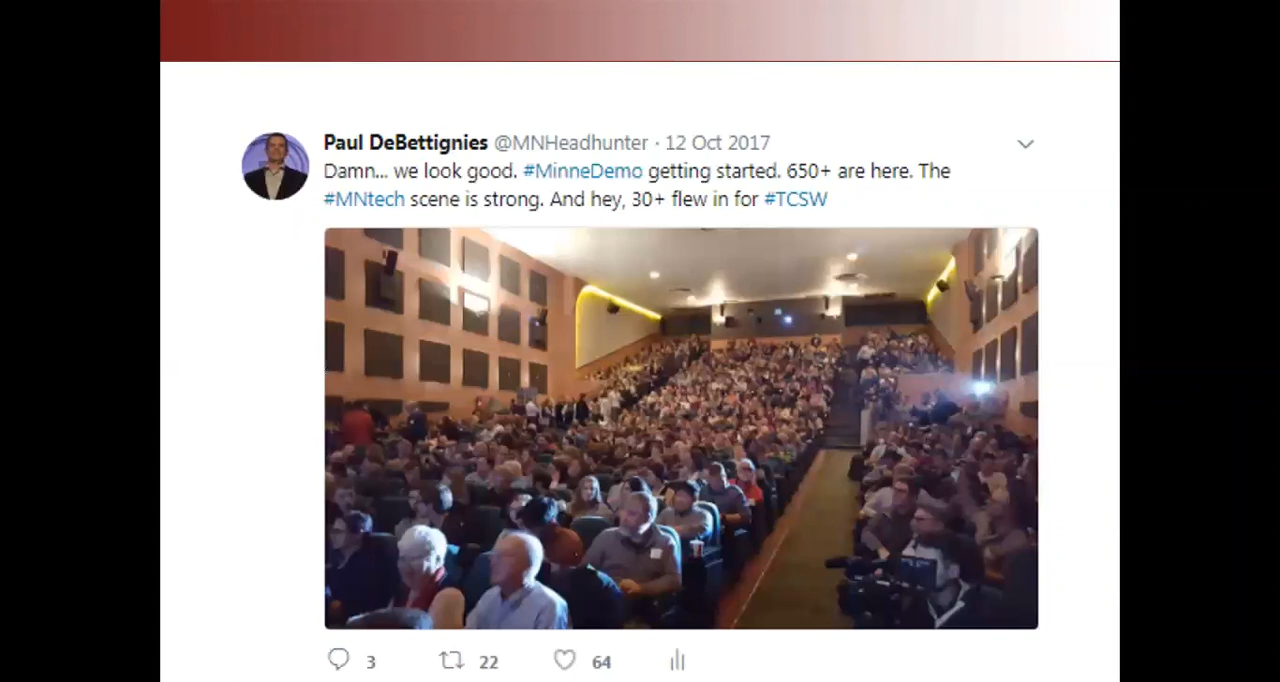 Paul DeBettignies @MNHeadhunter · 12 Oct 2017
Damn... we look good. #MinneDemo getting started. 650+ are here. The
#MNtech scene is strong. And hey, 30+ flew in for #TCSW
3 22 64